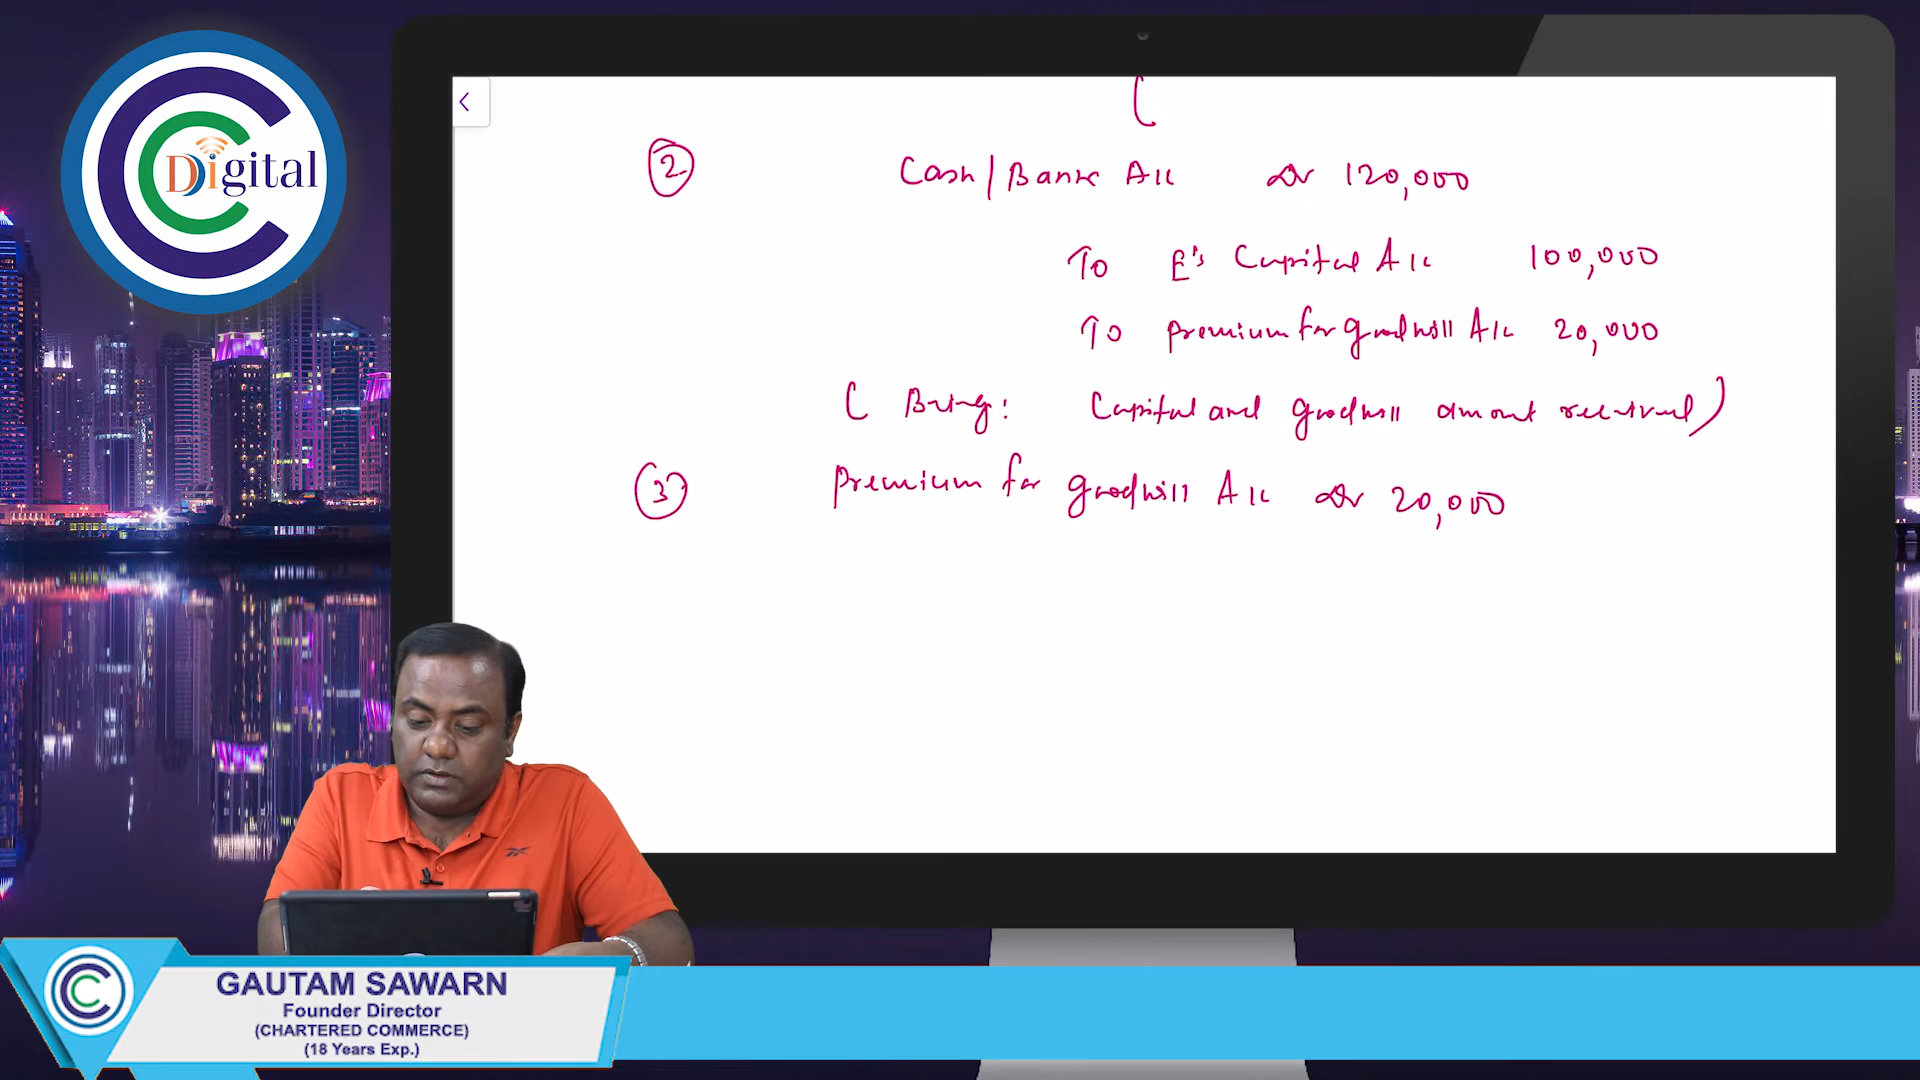 CC Digital
(
② Cash/Bank A/c Dr 120,000
To E's Capital A/c 100,000
To premium for goodwill A/c 20,000
( Being: Capital and goodwill amount received)
③ Premium for goodwill A/c Dr 20,000
CC
GAUTAM SAWARN
Founder Director
(CHARTERED COMMERCE)
(18 Years Exp.)